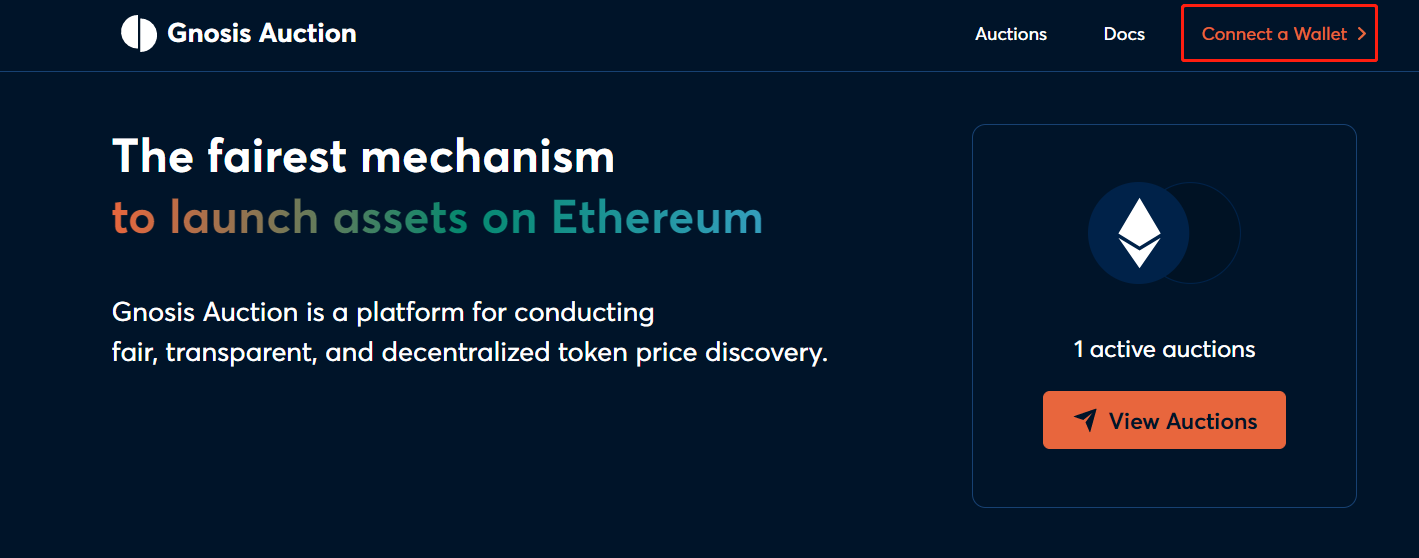 Gnosis Auction
Auctions
Docs
Connect a Wallet
The fairest mechanism
to launch assets on Ethereum
Gnosis Auction is a platform for conducting
fair, transparent, and decentralized token price discovery.
1 active auctions
View Auctions